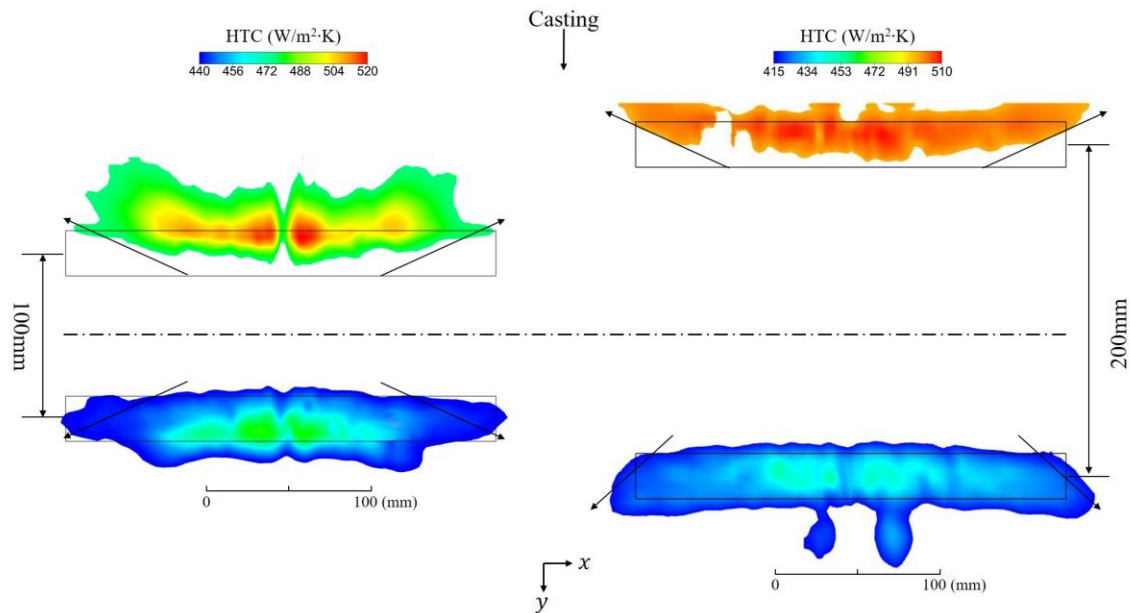 Casting
HTC (W/m²·K)
440 456 472 488 504 520
HTC (W/m²·K)
415 434 453 472 491 510
100mm
200mm
0 100 (mm)
0 100 (mm)
x
y